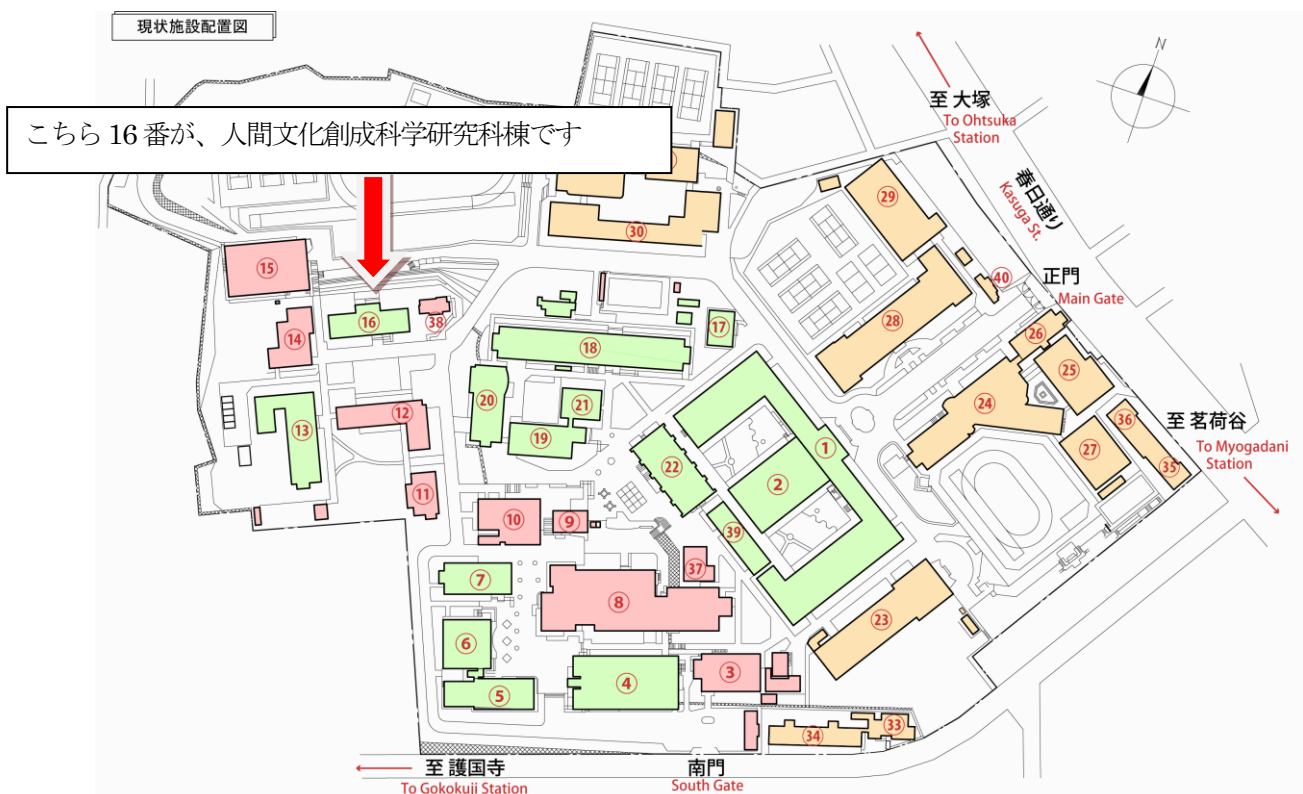 現状施設配置図
N
至 大塚
To Ohtsuka
Station
こちら 16 番が、人間文化創成科学研究科棟です
春日通り
Kasuga St.
㉙
㉚
⑮
㊵
正門
Main Gate
⑯
㊳
⑰
㉖
⑭
⑱
㉘
㉕
⑳
㉑
㉔
㊱
至 茗荷谷
To Myogadani
Station
⑫
⑬
⑲
①
㉒
②
㉗
㉟
⑪
⑩
⑨
㊴
㊲
⑦
⑧
㉓
⑥
③
⑤
④
㉞
㉝
至 護国寺
To Gokokuji Station
南門
South Gate